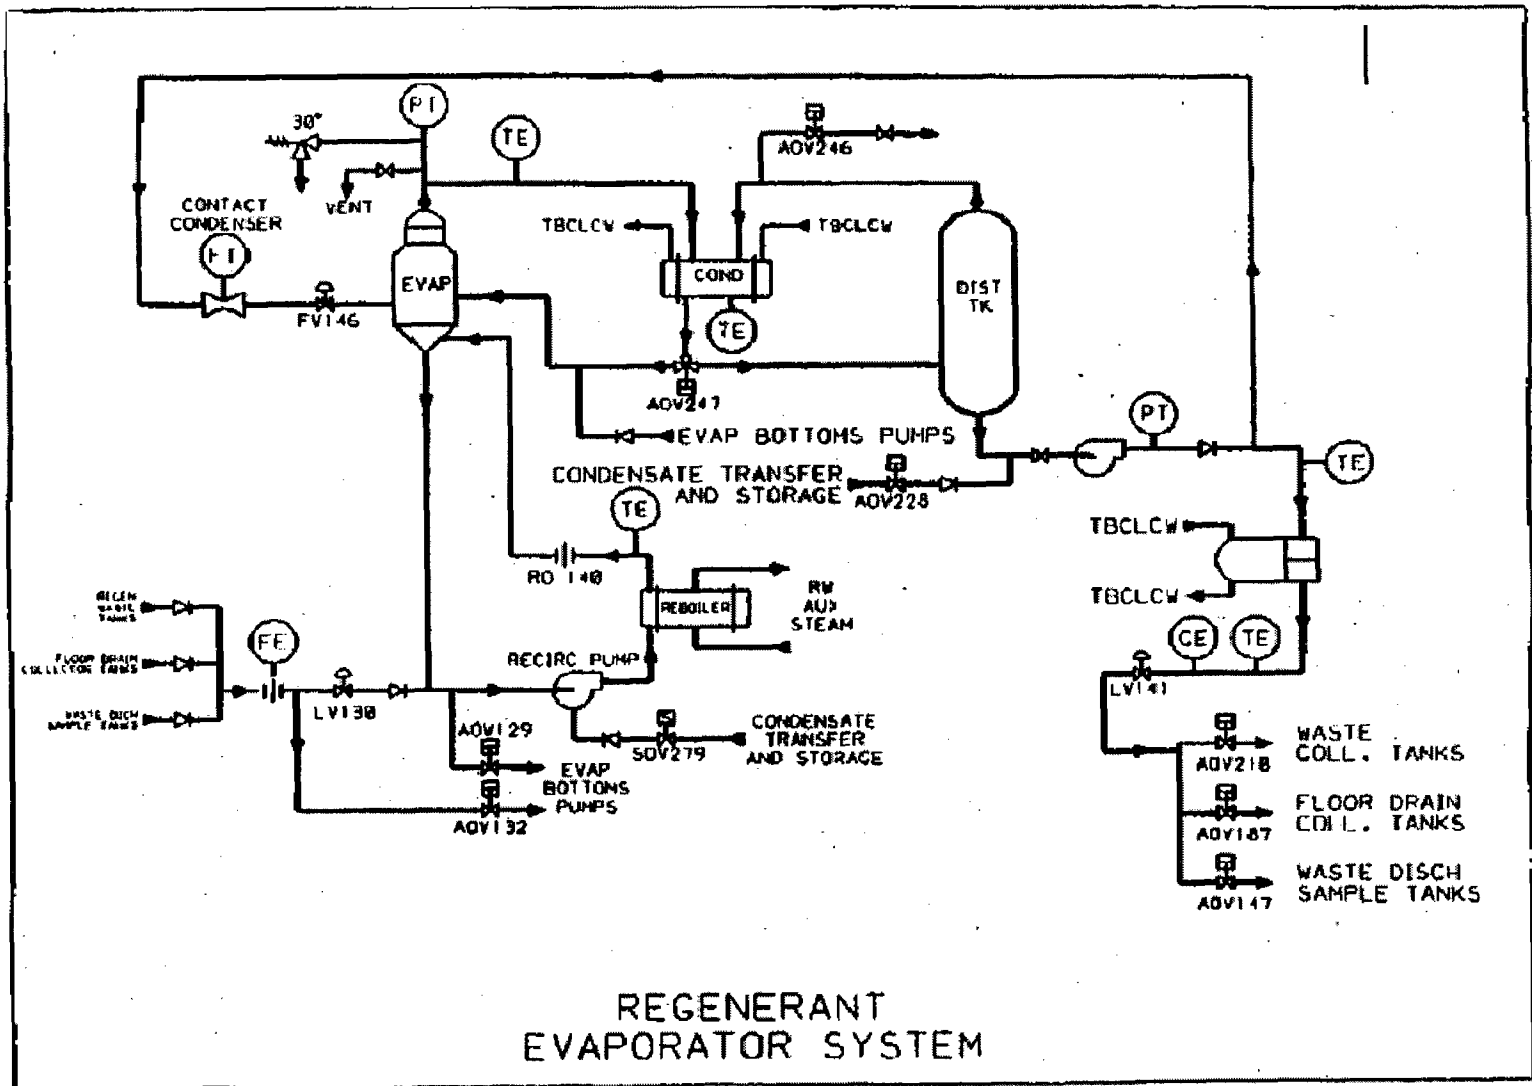 PT
30°
TE
AOV246
VENT
CONTACT
CONDENSER
TBCLCW
TBCLCW
EVAP
COND
DIST
TK
FV146
TE
AOV247
EVAP BOTTOMS PUMPS
PT
CONDENSATE TRANSFER
AND STORAGE
AOV228
TE
TE
TBCLCW
RO 140
REBOILER
RW
AUX
STEAM
TBCLCW
REGEN
WASTE
TANKS
FE
FLOOR DRAIN
COLLECTOR TANKS
RECIRC PUMP
CE
TE
LV130
LV141
WASTE DISCH
SAMPLE TANKS
AOV129
SOV279
CONDENSATE
TRANSFER
AND STORAGE
EVAP
BOTTOMS
PUMPS
AOV132
WASTE
COLL. TANKS
AOV218
FLOOR DRAIN
COLL. TANKS
AOV187
WASTE DISCH
SAMPLE TANKS
AOV147
REGENERANT
EVAPORATOR SYSTEM